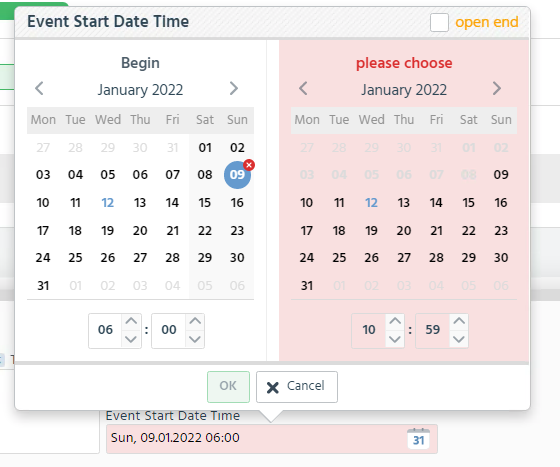 Event Start Date Time
open end
Begin
January 2022
Mon Tue Wed Thu Fri Sat Sun
27 28 29 30 31 01 02
03 04 05 06 07 08 09
10 11 12 13 14 15 16
17 18 19 20 21 22 23
24 25 26 27 28 29 30
31 01 02 03 04 05 06
06 : 00
please choose
January 2022
Mon Tue Wed Thu Fri Sat Sun
27 28 29 30 31 01 02
03 04 05 06 07 08 09
10 11 12 13 14 15 16
17 18 19 20 21 22 23
24 25 26 27 28 29 30
31 01 02 03 04 05 06
10 : 59
OK
Cancel
Event Start Date Time
Sun, 09.01.2022 06:00
31